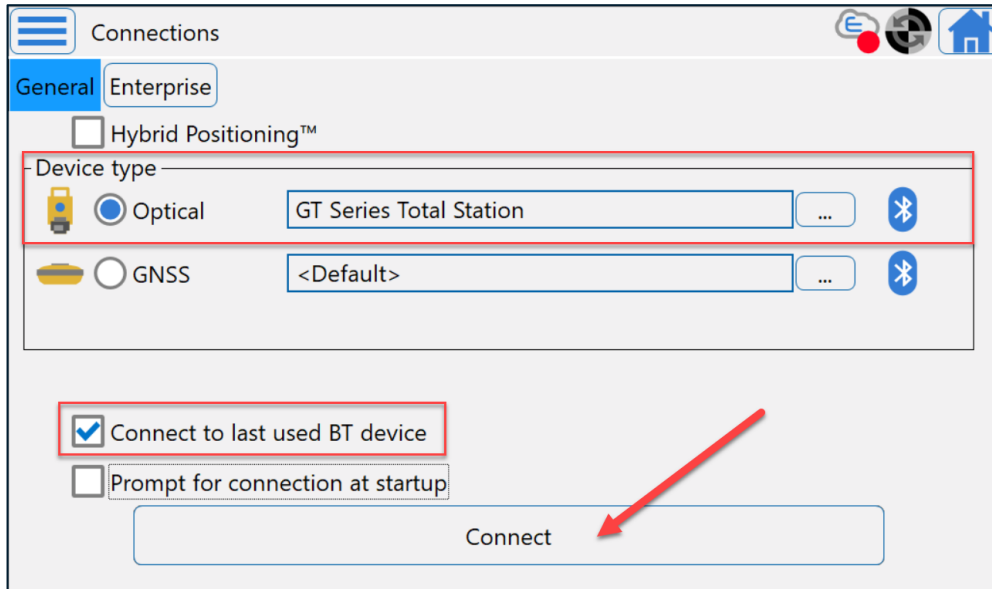 Connections
General Enterprise
Hybrid Positioning™
Device type
Optical GT Series Total Station ...
GNSS <Default> ...
Connect to last used BT device
Prompt for connection at startup
Connect